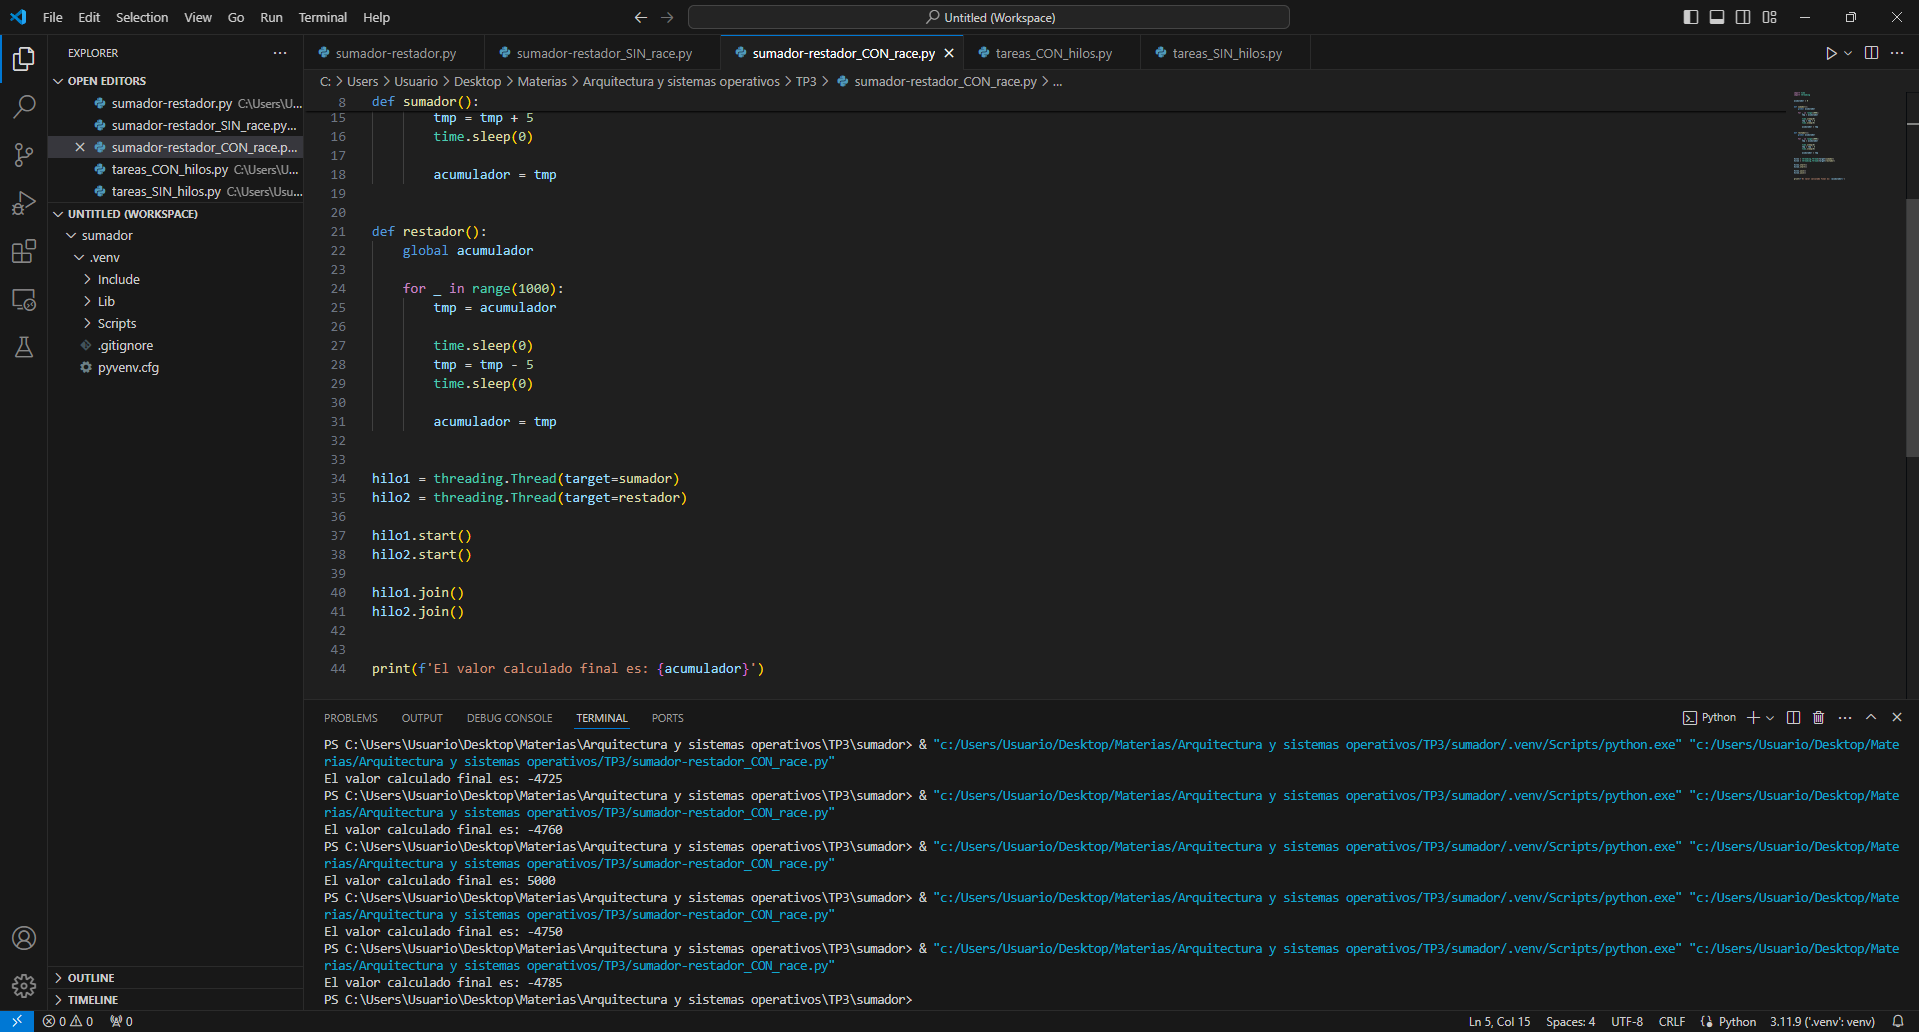 File Edit Selection View Go Run Terminal Help
Untitled (Workspace)
EXPLORER
OPEN EDITORS
sumador-restador.py C:\Users\U...
sumador-restador_SIN_race.py...
sumador-restador_CON_race.p...
tareas_CON_hilos.py C:\Users\U...
tareas_SIN_hilos.py C:\Users\Usu...
UNTITLED (WORKSPACE)
sumador
.venv
Include
Lib
Scripts
.gitignore
pyvenv.cfg
OUTLINE
TIMELINE
sumador-restador.py sumador-restador_SIN_race.py sumador-restador_CON_race.py tareas_CON_hilos.py tareas_SIN_hilos.py
C: > Users > Usuario > Desktop > Materias > Arquitectura y sistemas operativos > TP3 > sumador-restador_CON_race.py > ...
8 def sumador():
15 tmp = tmp + 5
16 time.sleep(0)
17
18 acumulador = tmp
19
20
21 def restador():
22 global acumulador
23
24 for _ in range(1000):
25 tmp = acumulador
26
27 time.sleep(0)
28 tmp = tmp - 5
29 time.sleep(0)
30
31 acumulador = tmp
32
33
34 hilo1 = threading.Thread(target=sumador)
35 hilo2 = threading.Thread(target=restador)
36
37 hilo1.start()
38 hilo2.start()
39
40 hilo1.join()
41 hilo2.join()
42
43
44 print(f'El valor calculado final es: {acumulador}')
PROBLEMS OUTPUT DEBUG CONSOLE TERMINAL PORTS
Python
PS C:\Users\Usuario\Desktop\Materias\Arquitectura y sistemas operativos\TP3\sumador> & "c:/Users/Usuario/Desktop/Materias/Arquitectura y sistemas operativos/TP3/sumador/.venv/Scripts/python.exe" "c:/Users/Usuario/Desktop/Mate
rias/Arquitectura y sistemas operativos/TP3/sumador-restador_CON_race.py"
El valor calculado final es: -4725
PS C:\Users\Usuario\Desktop\Materias\Arquitectura y sistemas operativos\TP3\sumador> & "c:/Users/Usuario/Desktop/Materias/Arquitectura y sistemas operativos/TP3/sumador/.venv/Scripts/python.exe" "c:/Users/Usuario/Desktop/Mate
rias/Arquitectura y sistemas operativos/TP3/sumador-restador_CON_race.py"
El valor calculado final es: -4760
PS C:\Users\Usuario\Desktop\Materias\Arquitectura y sistemas operativos\TP3\sumador> & "c:/Users/Usuario/Desktop/Materias/Arquitectura y sistemas operativos/TP3/sumador/.venv/Scripts/python.exe" "c:/Users/Usuario/Desktop/Mate
rias/Arquitectura y sistemas operativos/TP3/sumador-restador_CON_race.py"
El valor calculado final es: 5000
PS C:\Users\Usuario\Desktop\Materias\Arquitectura y sistemas operativos\TP3\sumador> & "c:/Users/Usuario/Desktop/Materias/Arquitectura y sistemas operativos/TP3/sumador/.venv/Scripts/python.exe" "c:/Users/Usuario/Desktop/Mate
rias/Arquitectura y sistemas operativos/TP3/sumador-restador_CON_race.py"
El valor calculado final es: -4750
PS C:\Users\Usuario\Desktop\Materias\Arquitectura y sistemas operativos\TP3\sumador> & "c:/Users/Usuario/Desktop/Materias/Arquitectura y sistemas operativos/TP3/sumador/.venv/Scripts/python.exe" "c:/Users/Usuario/Desktop/Mate
rias/Arquitectura y sistemas operativos/TP3/sumador-restador_CON_race.py"
El valor calculado final es: -4785
PS C:\Users\Usuario\Desktop\Materias\Arquitectura y sistemas operativos\TP3\sumador>
0 0 0 Ln 5, Col 15 Spaces: 4 UTF-8 CRLF Python 3.11.9 ('.venv': venv)